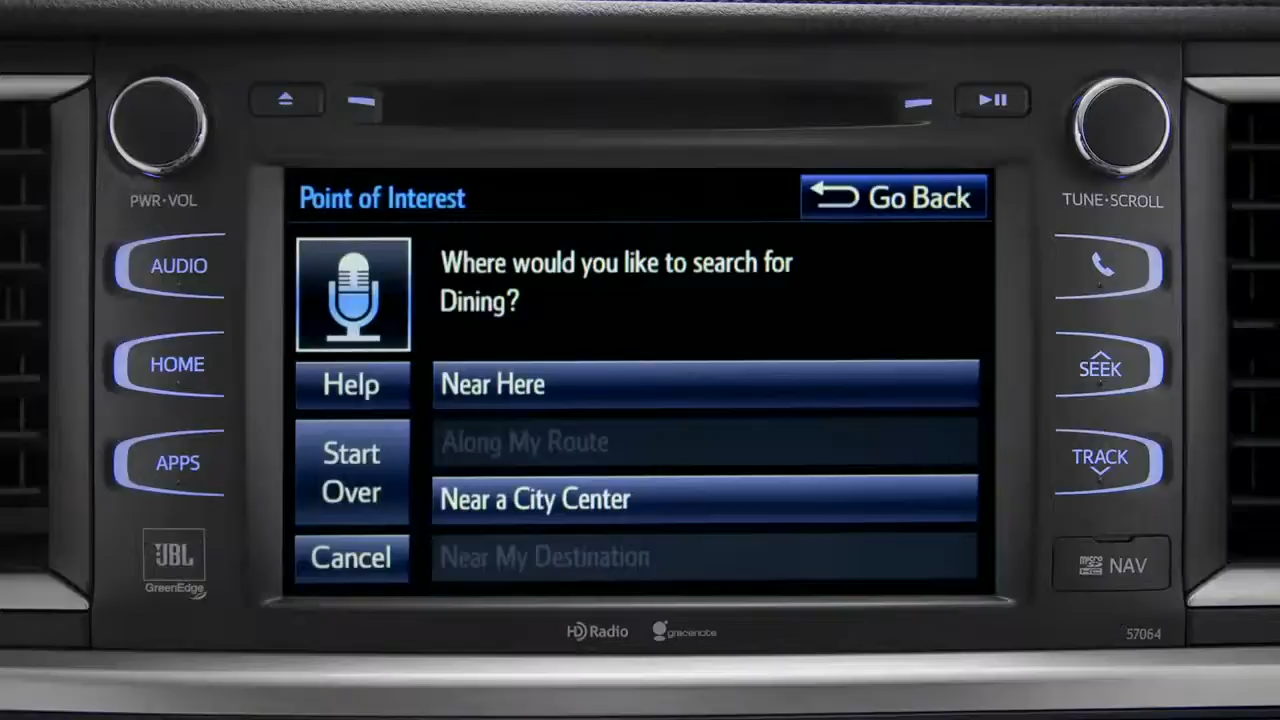 PWR•VOL
TUNE•SCROLL
AUDIO
HOME
APPS
JBL
GreenEdge
Point of Interest
Go Back
Where would you like to search for
Dining?
Help
Start
Over
Cancel
Near Here
Along My Route
Near a City Center
Near My Destination
SEEK
TRACK
micro
HC
NAV
HD Radio
gracenote
57064